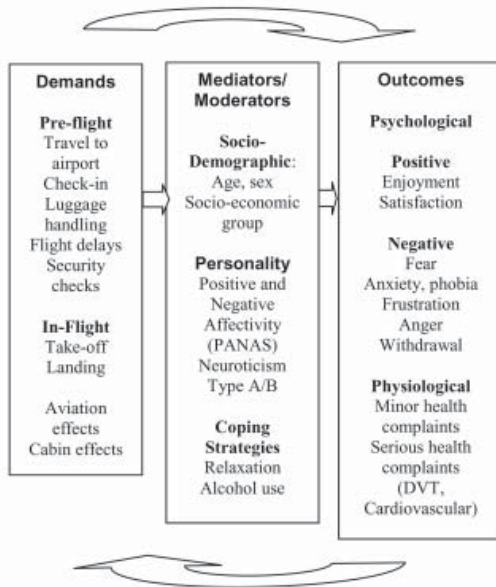 Demands
Pre-flight
Travel to
airport
Check-in
Luggage
handling
Flight delays
Security
checks
In-Flight
Take-off
Landing
Aviation
effects
Cabin effects
Mediators/
Moderators
Socio-
Demographic:
Age, sex
Socio-economic
group
Personality
Positive and
Negative
Affectivity
(PANAS)
Neuroticism
Type A/B
Coping
Strategies
Relaxation
Alcohol use
Outcomes
Psychological
Positive
Enjoyment
Satisfaction
Negative
Fear
Anxiety, phobia
Frustration
Anger
Withdrawal
Physiological
Minor health
complaints
Serious health
complaints
(DVT,
Cardiovascular)